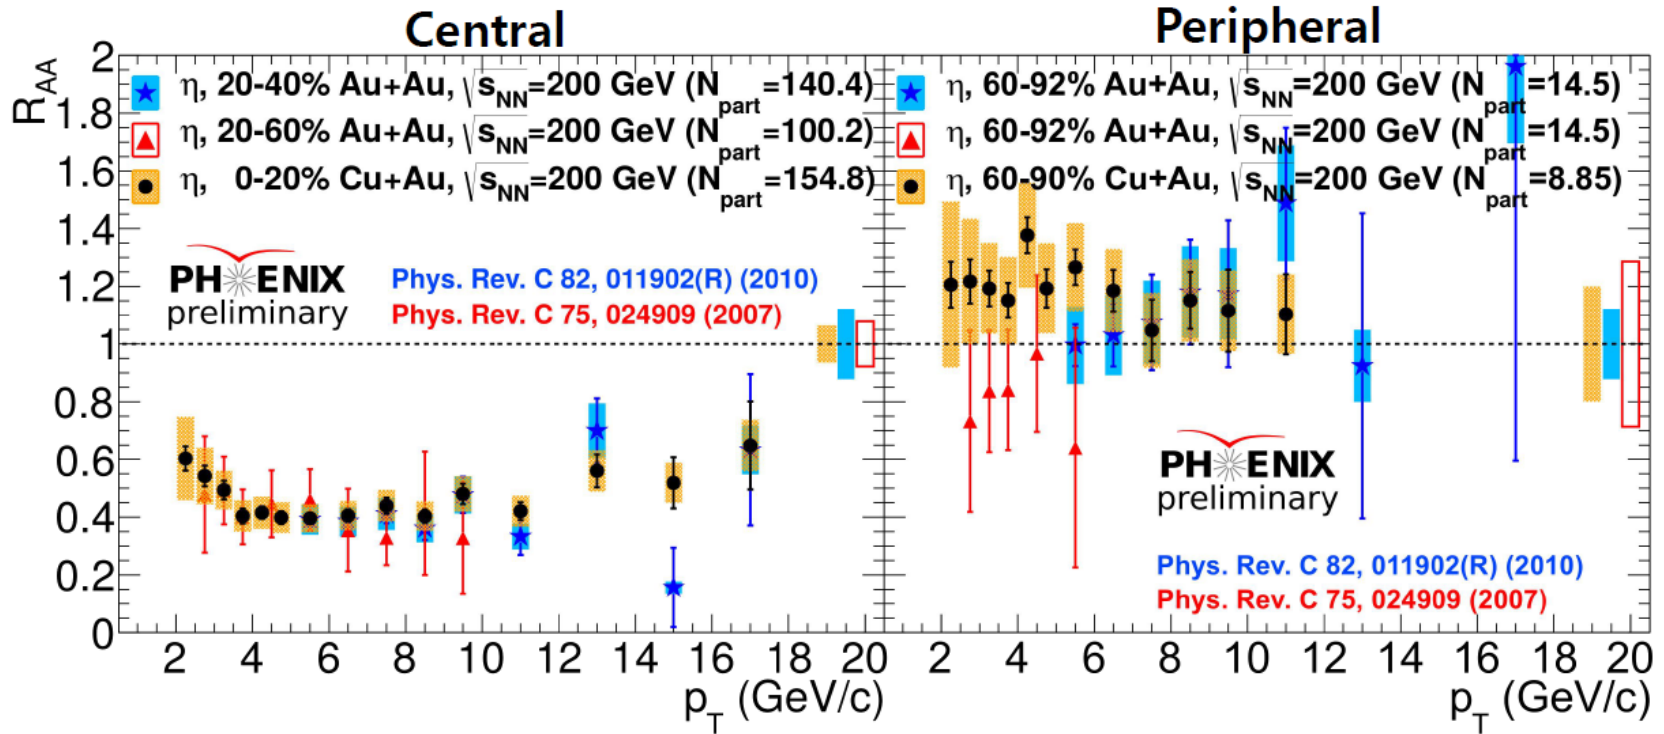 Central
Peripheral
R_AA
2
1.8
1.6
1.4
1.2
1
0.8
0.6
0.4
0.2
0
η, 20-40% Au+Au, √s_NN=200 GeV (N_part=140.4)
η, 20-60% Au+Au, √s_NN=200 GeV (N_part=100.2)
η, 0-20% Cu+Au, √s_NN=200 GeV (N_part=154.8)
PHENIX
preliminary
Phys. Rev. C 82, 011902(R) (2010)
Phys. Rev. C 75, 024909 (2007)
2 4 6 8 10 12 14 16 18 20
p_T (GeV/c)
η, 60-92% Au+Au, √s_NN=200 GeV (N_part=14.5)
η, 60-92% Au+Au, √s_NN=200 GeV (N_part=14.5)
η, 60-90% Cu+Au, √s_NN=200 GeV (N_part=8.85)
PHENIX
preliminary
Phys. Rev. C 82, 011902(R) (2010)
Phys. Rev. C 75, 024909 (2007)
2 4 6 8 10 12 14 16 18 20
p_T (GeV/c)